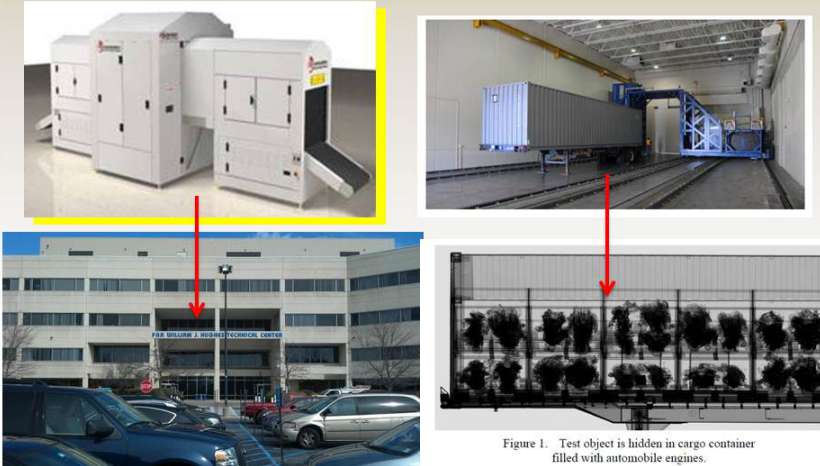 FAA WILLIAM J. HUGHES TECHNICAL CENTER
STOP
Figure 1. Test object is hidden in cargo container
filled with automobile engines.